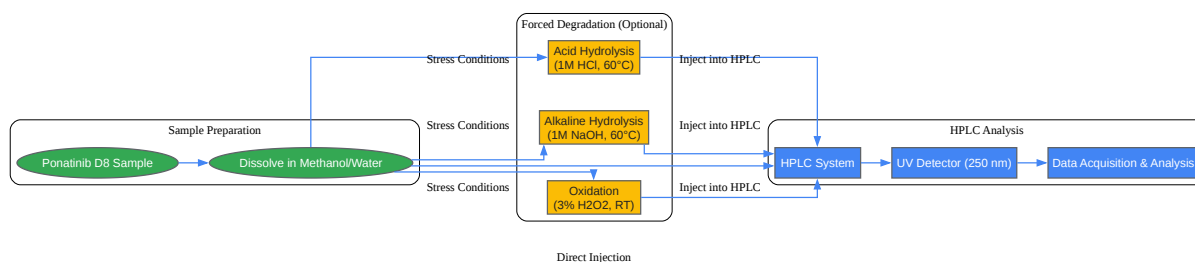 Forced Degradation (Optional)
Stress Conditions
Acid Hydrolysis
(1M HCl, 60°C)
Inject into HPLC
Sample Preparation
Stress Conditions
Alkaline Hydrolysis
(1M NaOH, 60°C)
Inject into HPLC
HPLC Analysis
Ponatinib D8 Sample
Dissolve in Methanol/Water
HPLC System
UV Detector (250 nm)
Data Acquisition & Analysis
Stress Conditions
Oxidation
(3% H2O2, RT)
Inject into HPLC
Direct Injection